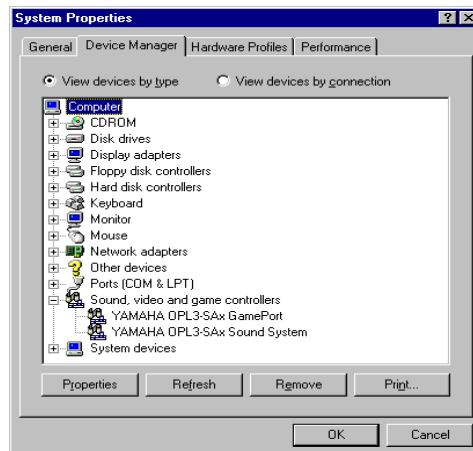 System Properties
General Device Manager Hardware Profiles Performance
View devices by type View devices by connection
Computer
CDROM
Disk drives
Display adapters
Floppy disk controllers
Hard disk controllers
Keyboard
Monitor
Mouse
Network adapters
Other devices
Ports (COM & LPT)
Sound, video and game controllers
YAMAHA OPL3-SAx GamePort
YAMAHA OPL3-SAx Sound System
System devices
Properties Refresh Remove Print...
OK Cancel